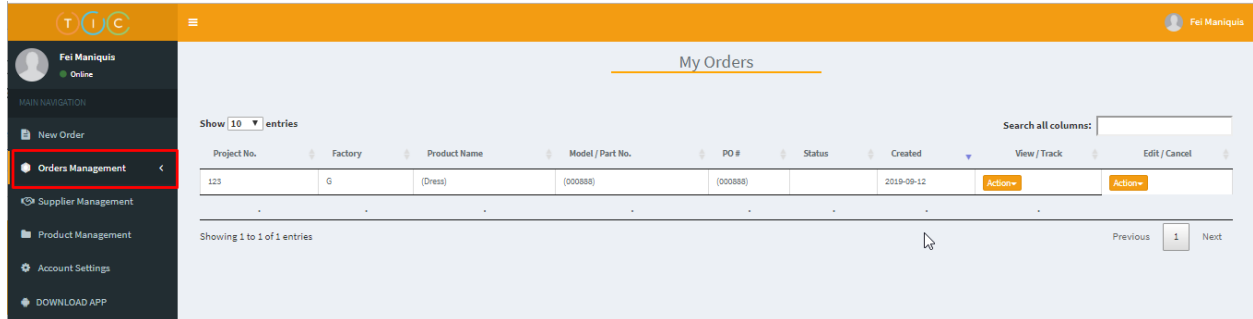 TIC
Fei Maniquis
Fei Maniquis
Online
MAIN NAVIGATION
New Order
Orders Management
Supplier Management
Product Management
Account Settings
DOWNLOAD APP
My Orders
Show 10 entries
Search all columns:
Project No. Factory Product Name Model / Part No. PO # Status Created View / Track Edit / Cancel
123 G (Dress) (000888) (000888) 2019-09-12 Action Action
. . . . . . . .
Showing 1 to 1 of 1 entries
Previous 1 Next